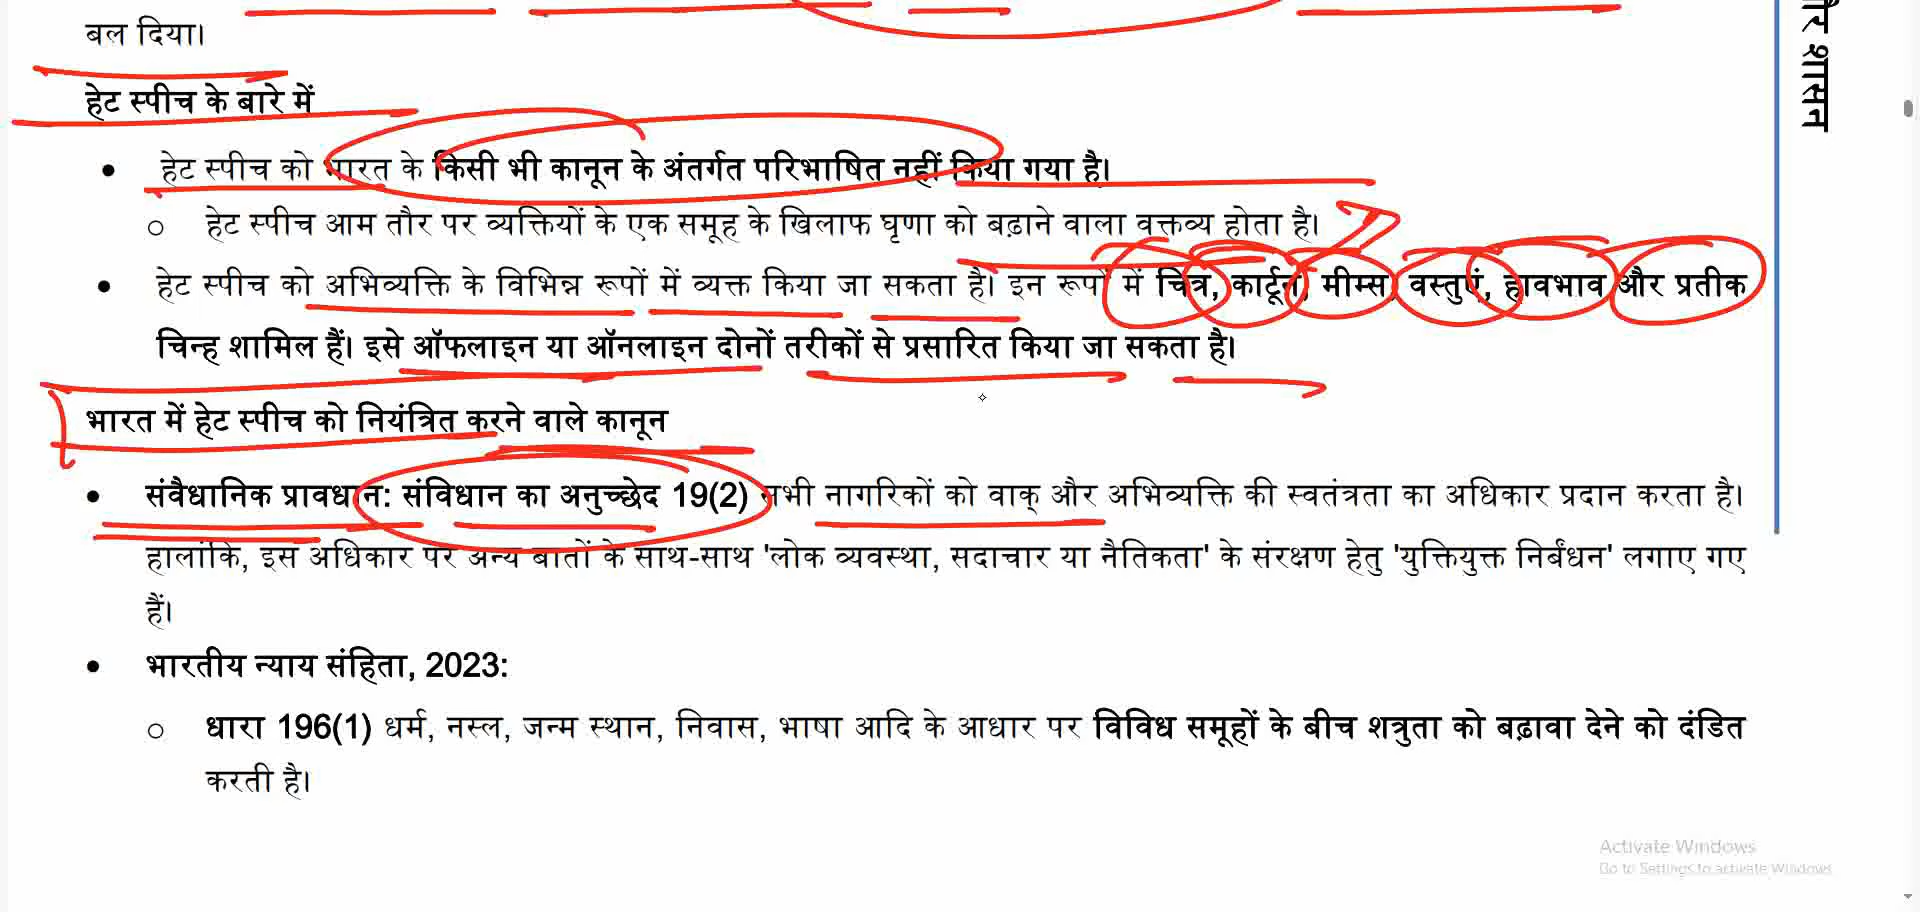 बल दिया।
हेट स्पीच के बारे में
• हेट स्पीच को भारत के किसी भी कानून के अंतर्गत परिभाषित नहीं किया गया है।
○ हेट स्पीच आम तौर पर व्यक्तियों के एक समूह के खिलाफ घृणा को बढ़ाने वाला वक्तव्य होता है।
• हेट स्पीच को अभिव्यक्ति के विभिन्न रूपों में व्यक्त किया जा सकता है। इन रूपों में चित्र, कार्टून, मीम्स, वस्तुएं, हावभाव और प्रतीक
चिन्ह शामिल हैं। इसे ऑफलाइन या ऑनलाइन दोनों तरीकों से प्रसारित किया जा सकता है।
भारत में हेट स्पीच को नियंत्रित करने वाले कानून
• संवैधानिक प्रावधान: संविधान का अनुच्छेद 19(2) सभी नागरिकों को वाक् और अभिव्यक्ति की स्वतंत्रता का अधिकार प्रदान करता है।
हालांकि, इस अधिकार पर अन्य बातों के साथ-साथ 'लोक व्यवस्था, सदाचार या नैतिकता' के संरक्षण हेतु 'युक्तियुक्त निर्बंधन' लगाए गए
हैं।
• भारतीय न्याय संहिता, 2023:
○ धारा 196(1) धर्म, नस्ल, जन्म स्थान, निवास, भाषा आदि के आधार पर विविध समूहों के बीच शत्रुता को बढ़ावा देने को दंडित
करती है।
शासन
Activate Windows
Go to Settings to activate Windows